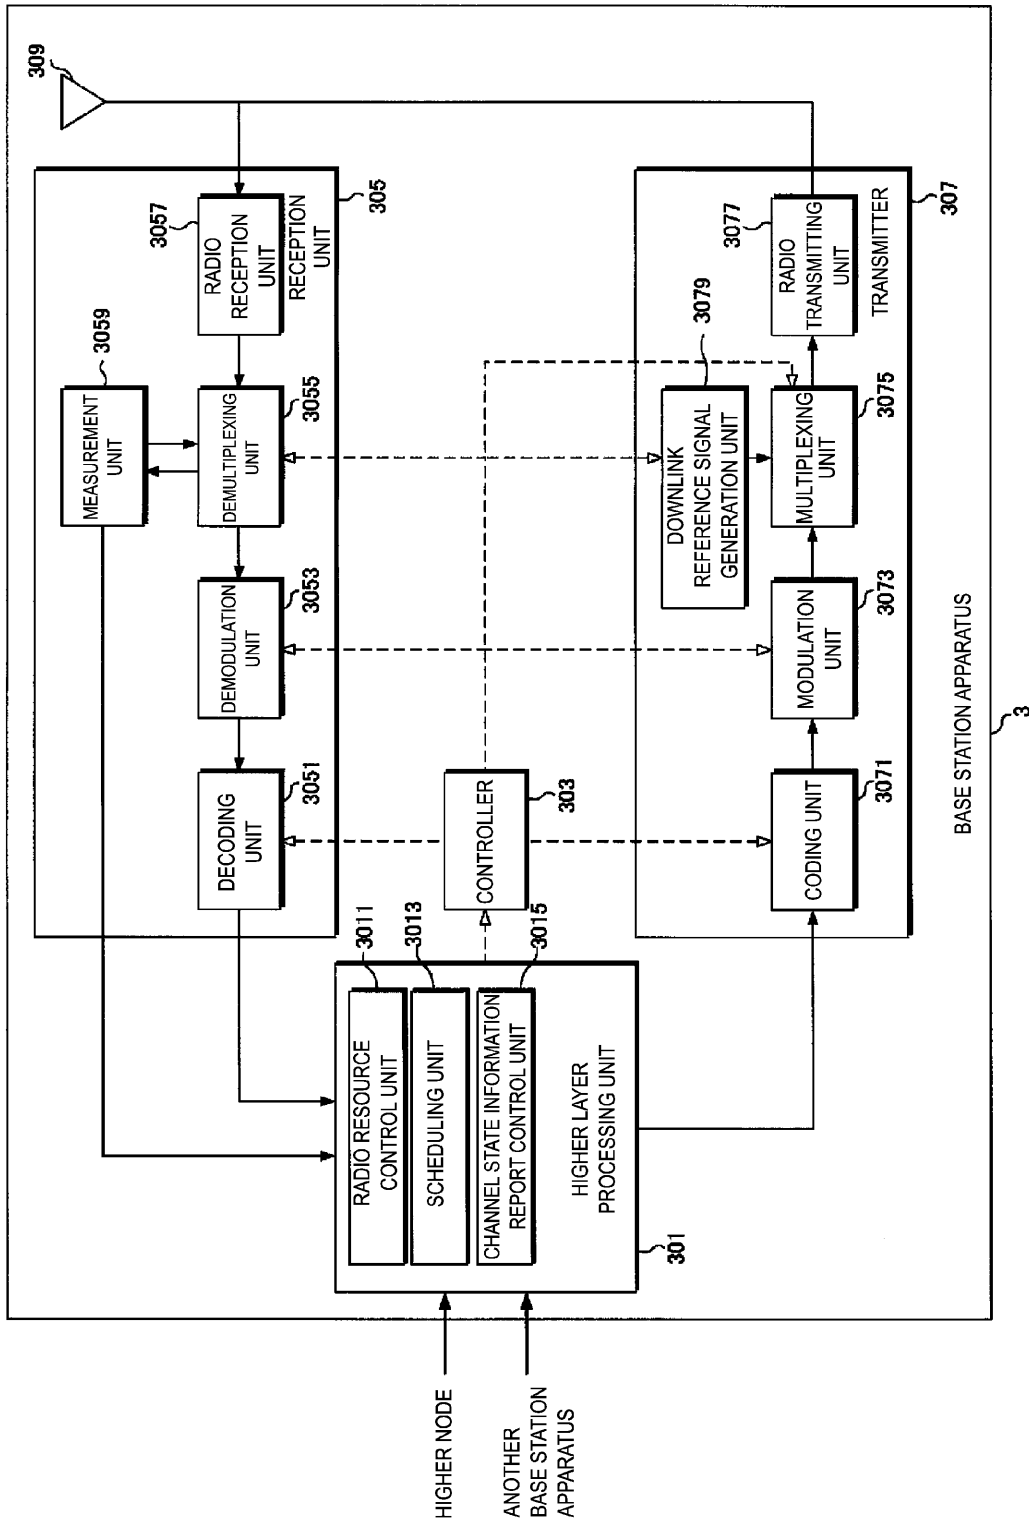 309
3057
RADIO
RECEPTION
UNIT
RECEPTION
UNIT
305
3059
MEASUREMENT
UNIT
3055
DEMULTIPLEXING
UNIT
3053
DEMODULATION
UNIT
3051
DECODING
UNIT
303
CONTROLLER
3011
RADIO RESOURCE
CONTROL UNIT
3013
SCHEDULING UNIT
3015
CHANNEL STATE INFORMATION
REPORT CONTROL UNIT
HIGHER LAYER
PROCESSING UNIT
301
HIGHER NODE
ANOTHER
BASE STATION
APPARATUS
3071
CODING UNIT
3073
MODULATION
UNIT
3075
MULTIPLEXING
UNIT
3079
DOWNLINK
REFERENCE SIGNAL
GENERATION UNIT
3077
RADIO
TRANSMITTING
UNIT
TRANSMITTER
307
BASE STATION APPARATUS
3